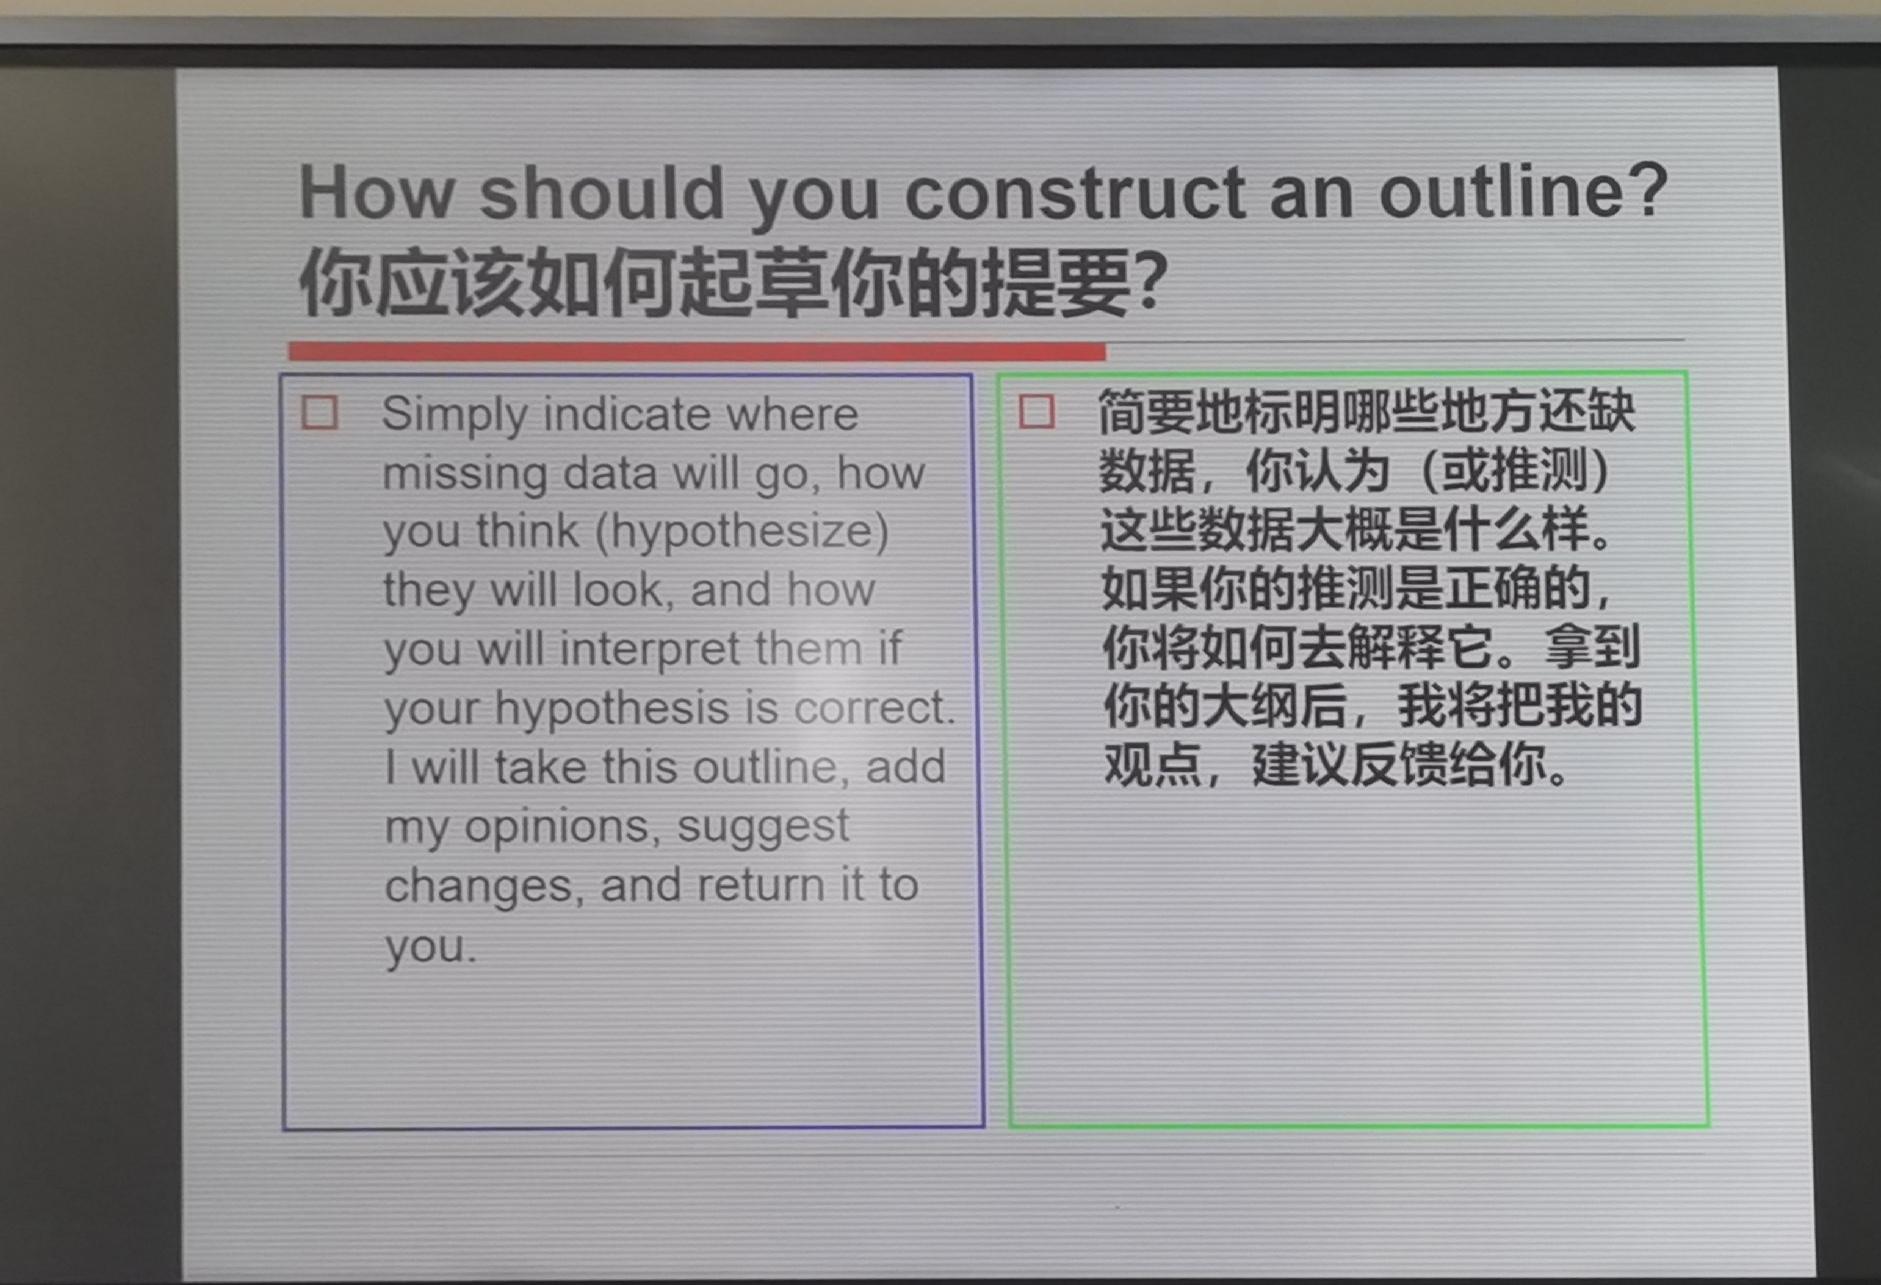 How should you construct an outline?
你应该如何起草你的提要?
Simply indicate where
missing data will go, how
you think (hypothesize)
they will look, and how
you will interpret them if
your hypothesis is correct.
I will take this outline, add
my opinions, suggest
changes, and return it to
you.
简要地标明哪些地方还缺
数据，你认为（或推测）
这些数据大概是什么样。
如果你的推测是正确的，
你将如何去解释它。拿到
你的大纲后，我将把我的
观点，建议反馈给你。